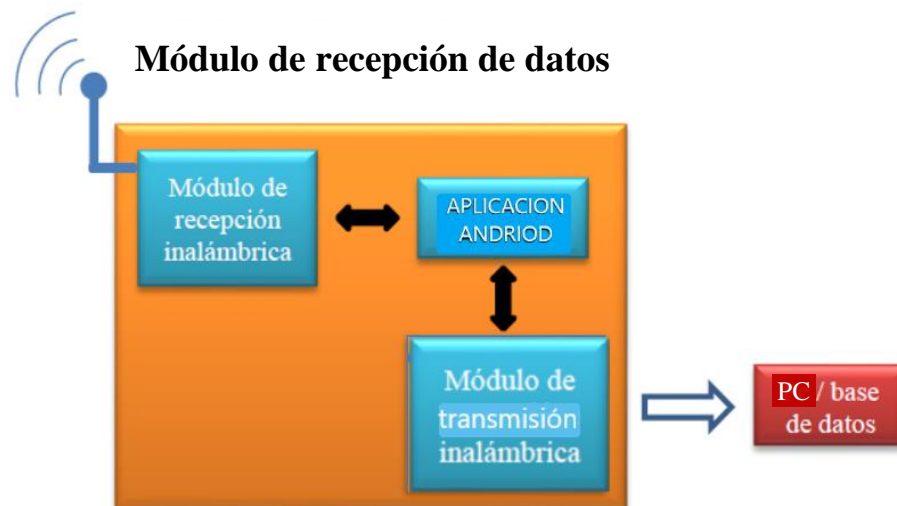 Módulo de recepción de datos
Módulo de
recepción
inalámbrica
APLICACION
ANDRIOD
Módulo de
transmisión
inalámbrica
PC / base
de datos